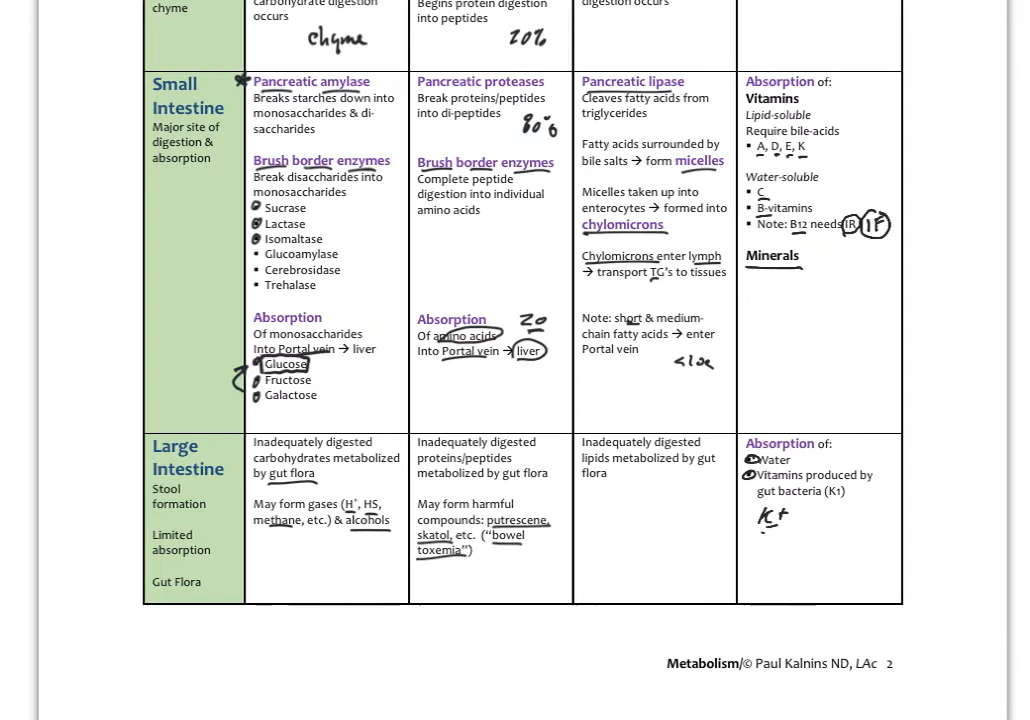 chyme
carbohydrate digestion
occurs
chyme
Begins protein digestion
into peptides
20%
digestion occurs
Small
Intestine
Major site of
digestion &
absorption
Pancreatic amylase
Breaks starches down into
monosaccharides & di-
saccharides
Brush border enzymes
Break disaccharides into
monosaccharides
Sucrase
Lactase
Isomaltase
▪ Glucoamylase
▪ Cerebrosidase
▪ Trehalase
Absorption
Of monosaccharides
Into Portal vein → liver
Glucose
Fructose
Galactose
Pancreatic proteases
Break proteins/peptides
into di-peptides
80%
Brush border enzymes
Complete peptide
digestion into individual
amino acids
Absorption
20
Of amino acids
Into Portal vein → liver
Pancreatic lipase
Cleaves fatty acids from
triglycerides
Fatty acids surrounded by
bile salts → form micelles
Micelles taken up into
enterocytes → formed into
chylomicrons
Chylomicrons enter lymph
→ transport TG's to tissues
Note: short & medium-
chain fatty acids → enter
Portal vein
Absorption of:
Vitamins
Lipid-soluble
Require bile-acids
▪ A, D, E, K
Water-soluble
▪ C
▪ B-vitamins
▪ Note: B12 needs IR IF
Minerals
Large
Intestine
Stool
formation
Limited
absorption
Gut Flora
Inadequately digested
carbohydrates metabolized
by gut flora
May form gases (H⁺, HS,
methane, etc.) & alcohols
Inadequately digested
proteins/peptides
metabolized by gut flora
May form harmful
compounds: putrescene,
skatol, etc. ("bowel
toxemia")
Inadequately digested
lipids metabolized by gut
flora
Absorption of:
Water
Vitamins produced by
gut bacteria (K1)
K+
Metabolism/© Paul Kalnins ND, LAc 2